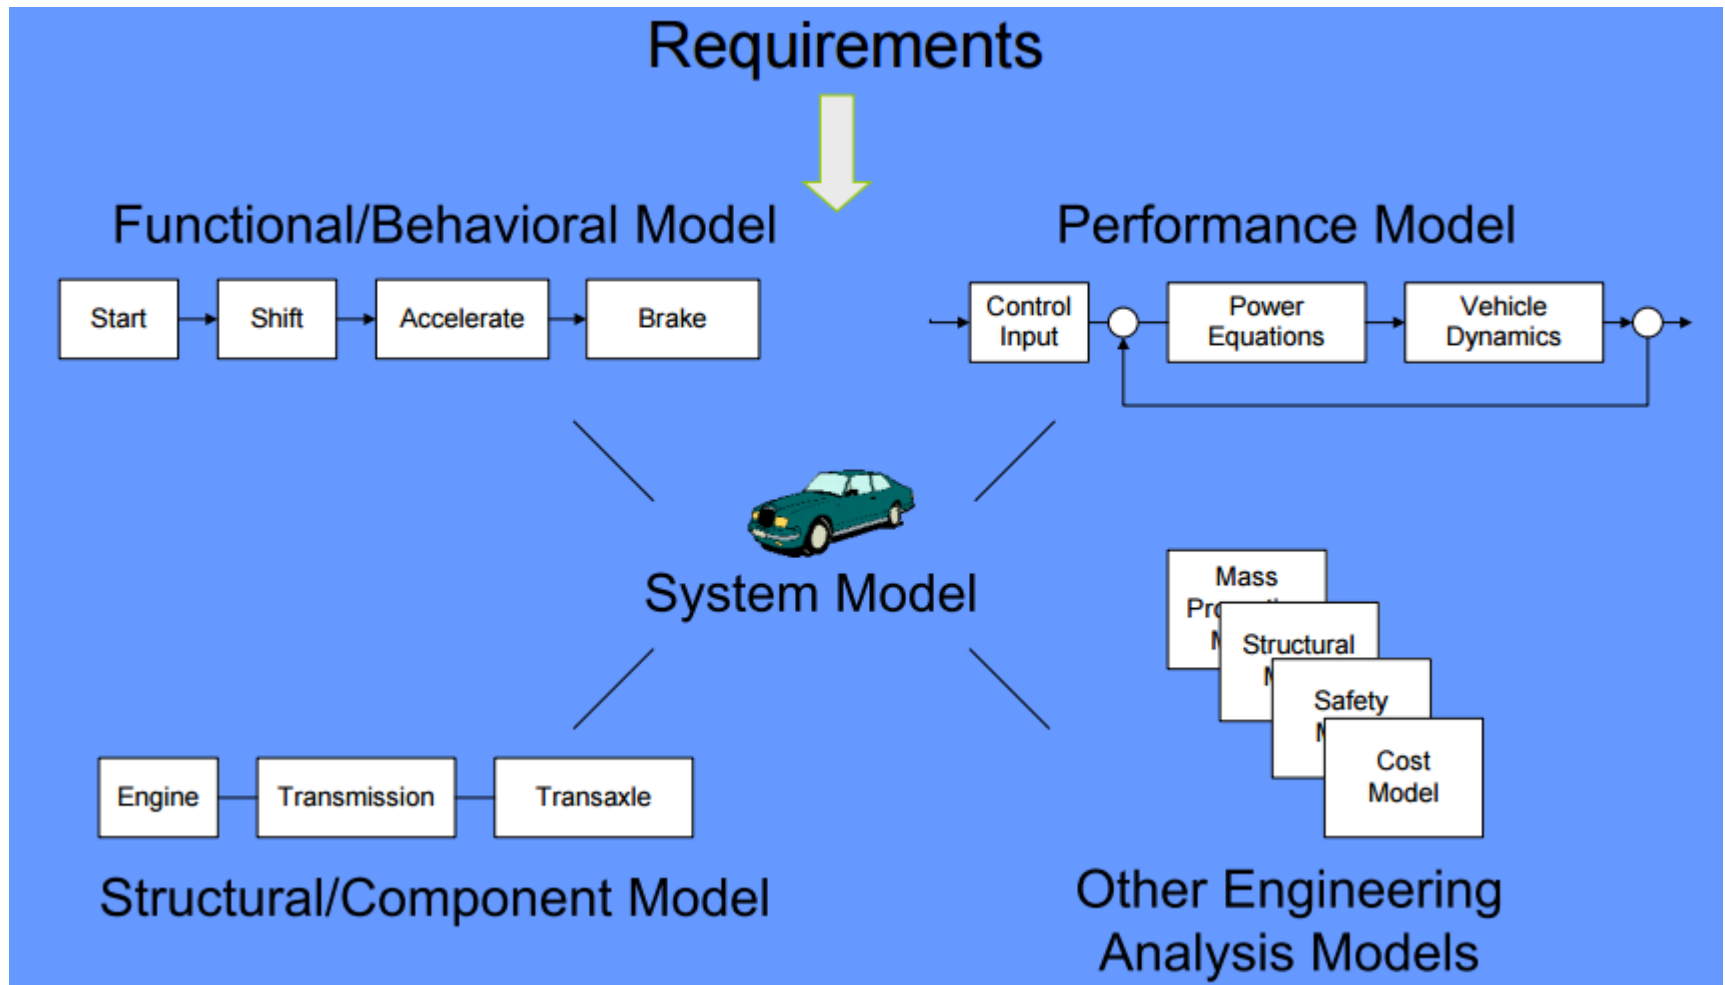 Requirements
Functional/Behavioral Model
Start
Shift
Accelerate
Brake
Performance Model
Control
Input
Power
Equations
Vehicle
Dynamics
System Model
Engine
Transmission
Transaxle
Structural/Component Model
Mass
Structural
Safety
Cost
Model
Other Engineering
Analysis Models